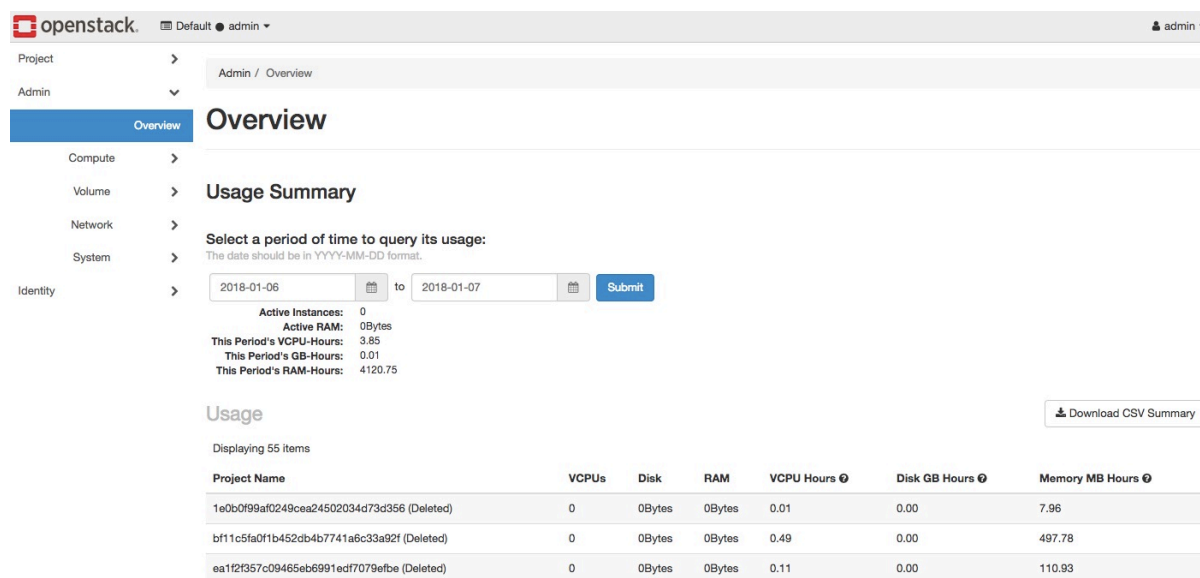 openstack. Default admin admin
Project
Admin
Overview
Compute
Volume
Network
System
Identity
Admin / Overview
Overview
Usage Summary
Select a period of time to query its usage:
The date should be in YYYY-MM-DD format.
2018-01-06 to 2018-01-07 Submit
Active Instances: 0
Active RAM: 0Bytes
This Period's VCPU-Hours: 3.85
This Period's GB-Hours: 0.01
This Period's RAM-Hours: 4120.75
Usage Download CSV Summary
Displaying 55 items
Project Name VCPUs Disk RAM VCPU Hours Disk GB Hours Memory MB Hours
1e0b0f99af0249cea24502034d73d356 (Deleted) 0 0Bytes 0Bytes 0.01 0.00 7.96
bf11c5fa0f1b452db4b7741a6c33a92f (Deleted) 0 0Bytes 0Bytes 0.49 0.00 497.78
ea1f2f357c09465eb6991edf7079efbe (Deleted) 0 0Bytes 0Bytes 0.11 0.00 110.93